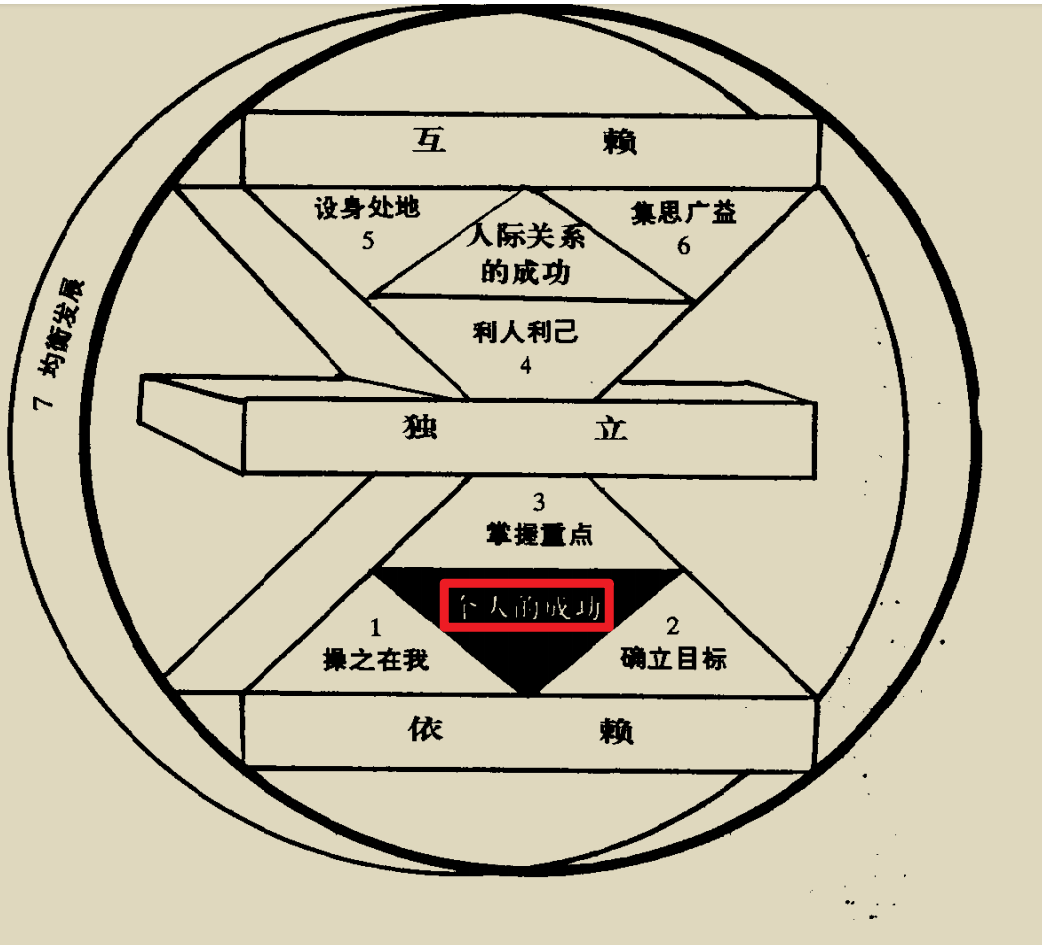 互 赖
设身处地
5
集思广益
6
人际关系
的成功
利人利己
4
7 均衡发展
独 立
3
掌握重点
个人的成功
1
操之在我
2
确立目标
依 赖